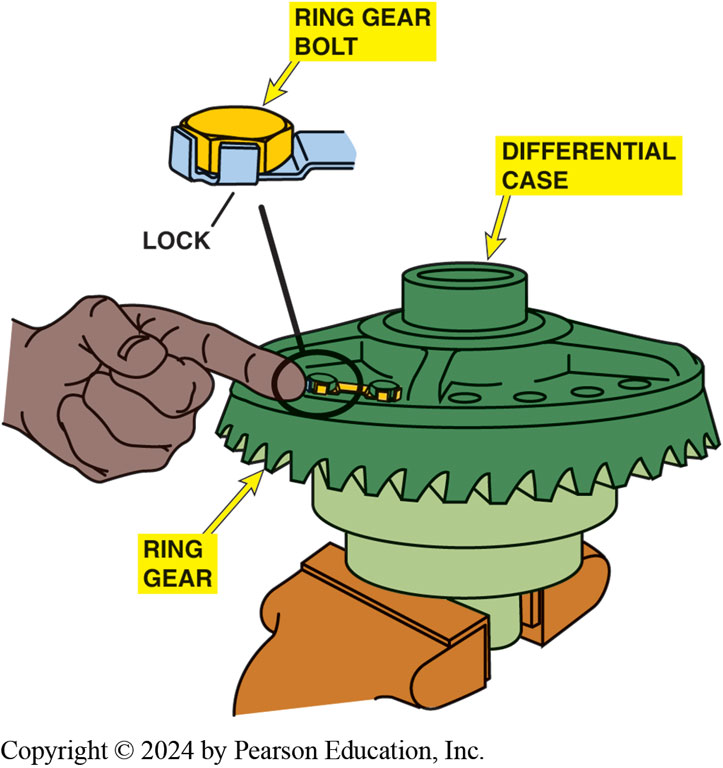 RING GEAR
BOLT
DIFFERENTIAL
CASE
LOCK
RING
GEAR
Copyright © 2024 by Pearson Education, Inc.